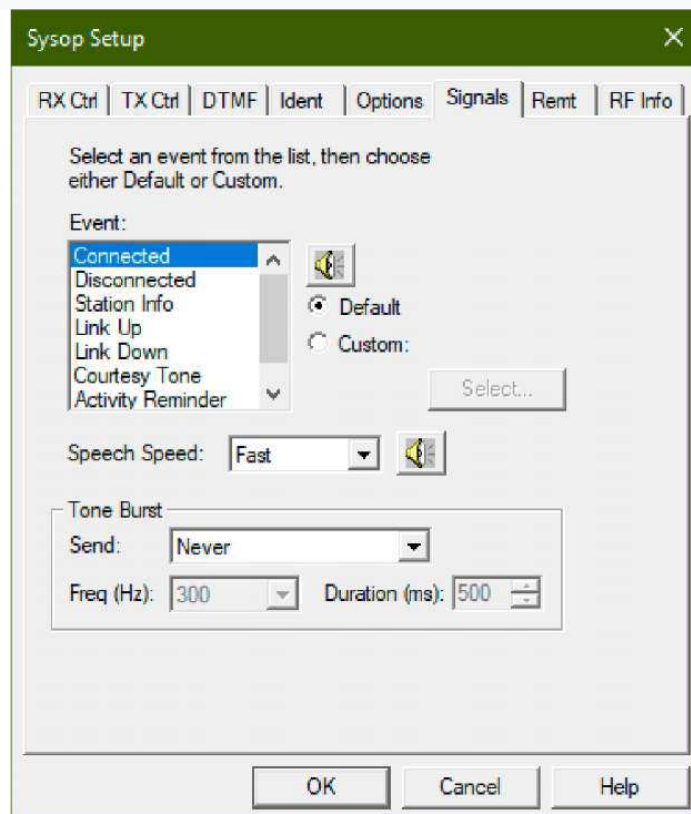 Sysop Setup
RX Ctrl TX Ctrl DTMF Ident Options Signals Remt RF Info
Select an event from the list, then choose
either Default or Custom.
Event:
Connected
Disconnected
Station Info
Link Up
Link Down
Courtesy Tone
Activity Reminder
Default
Custom:
Select...
Speech Speed: Fast
Tone Burst
Send: Never
Freq (Hz): 300 Duration (ms): 500
OK Cancel Help